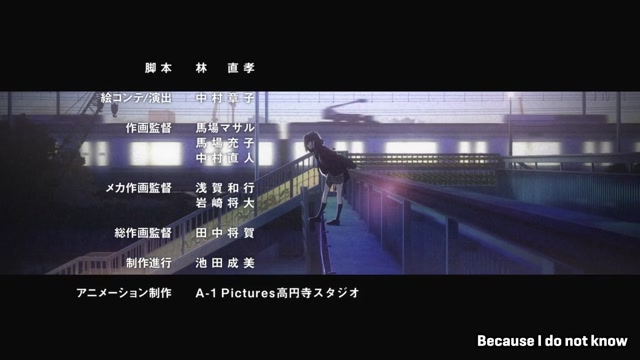 脚本 林 直孝
絵コンテ/演出 中村章子
作画監督 馬場マサル
馬場充子
中村直人
メカ作画監督 浅賀和行
岩崎将大
総作画監督 田中将賀
制作進行 池田成美
アニメーション制作 A-1 Pictures高円寺スタジオ
Because I do not know